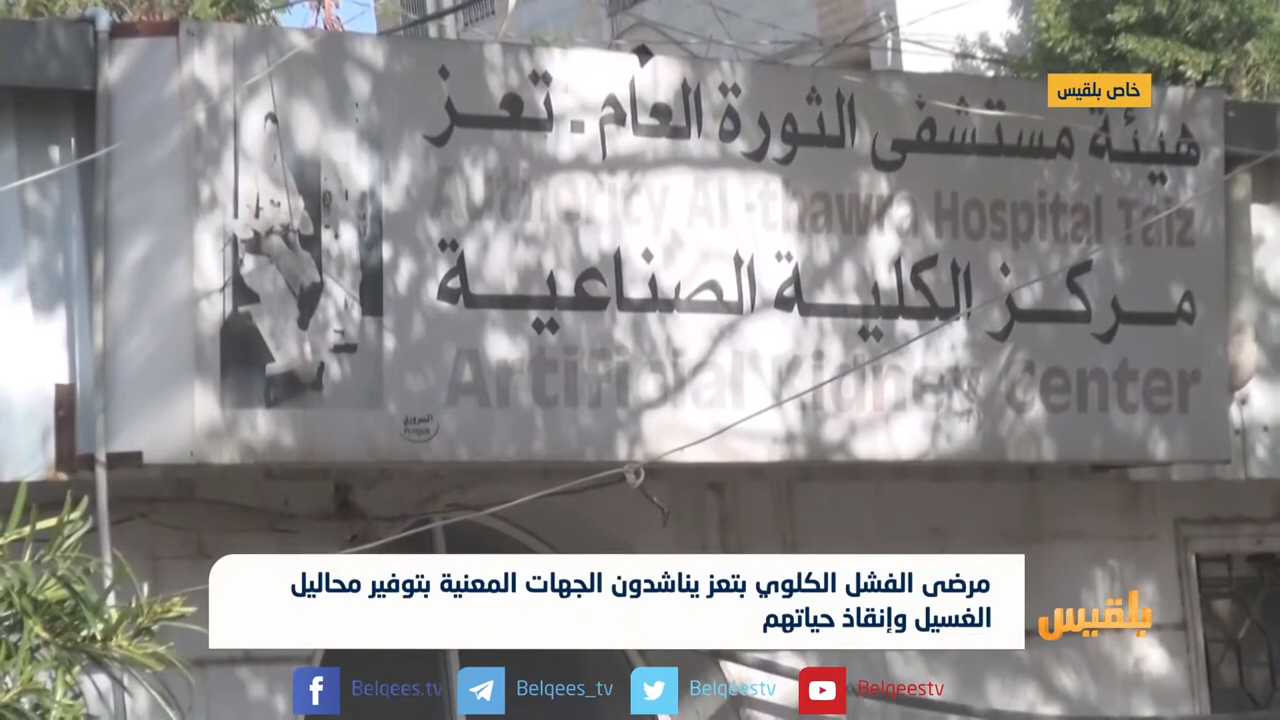 خاص بلقيس
هيئة مستشفى الثورة العام - تعز
Authority Al-thawra Hospital Taiz
مركز الكلية الصناعية
Artificial Kidney Center
السروري
مرضى الفشل الكلوي بتعز يناشدون الجهات المعنية بتوفير محاليل
الغسيل وإنقاذ حياتهم
بلقيس
Belqees.tv
Belqees_tv
Belqeestv
Belqeestv